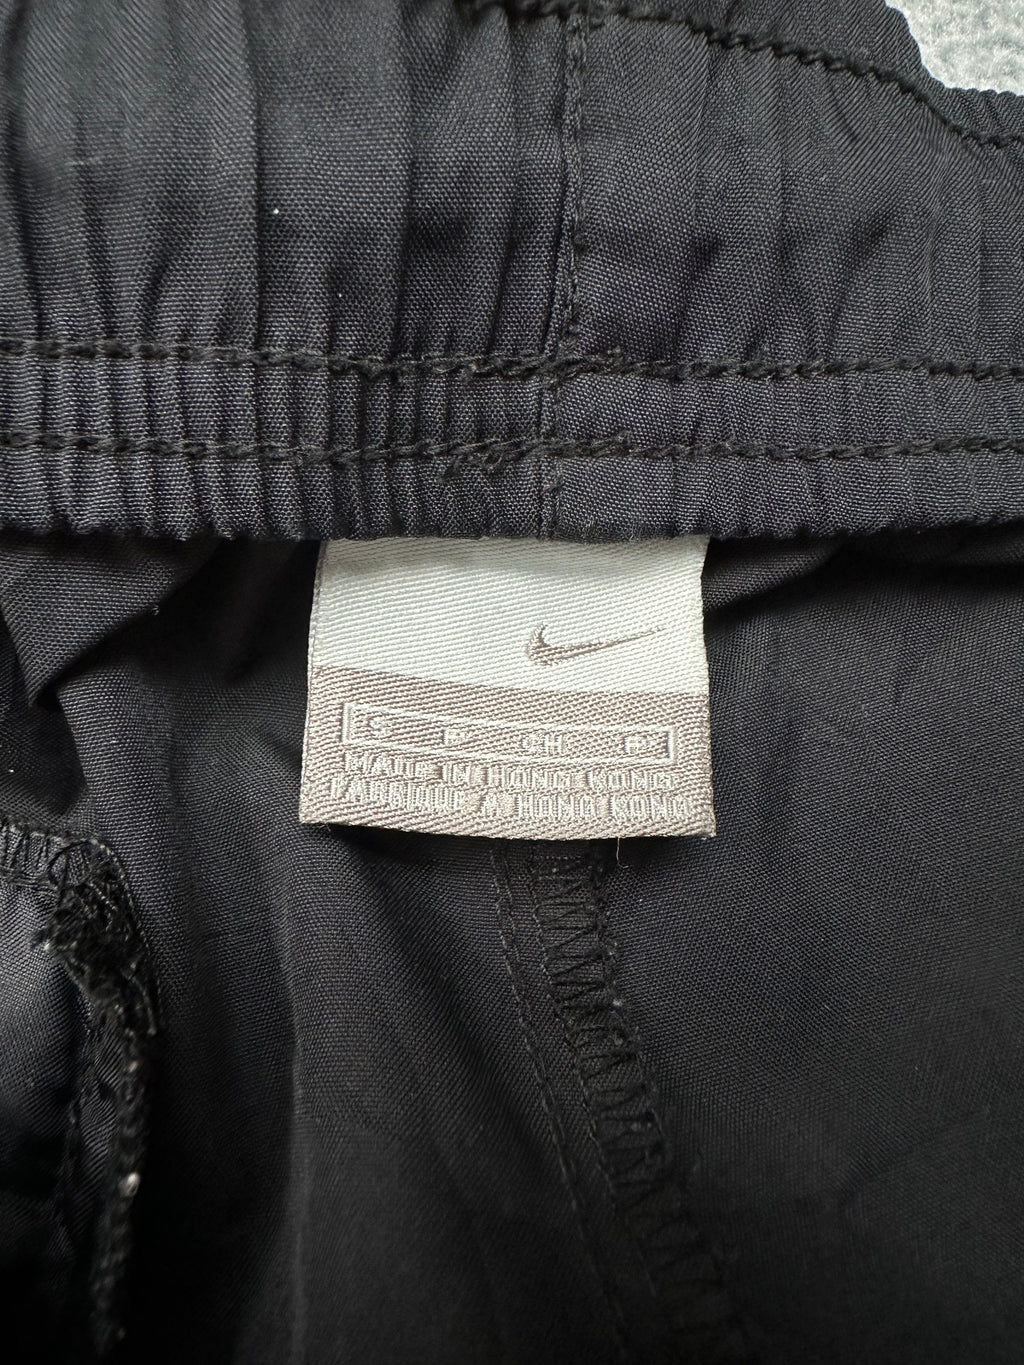 S P CH P
MADE IN HONG KONG
FABRIQUE A HONG KONG